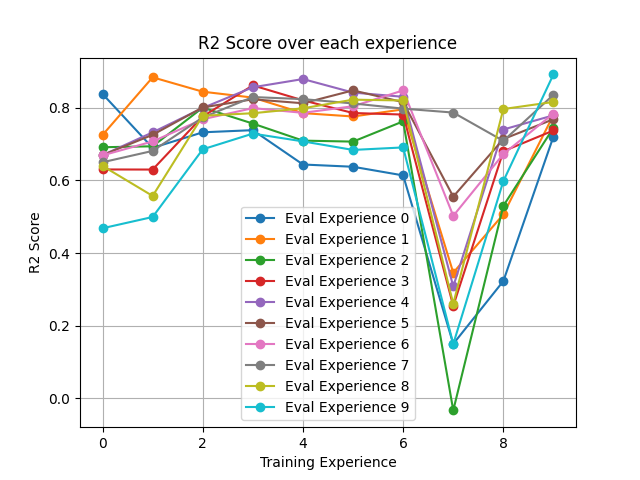 R2 Score over each experience
R2 Score
0.8
0.6
0.4
0.2
0.0
Eval Experience 0
Eval Experience 1
Eval Experience 2
Eval Experience 3
Eval Experience 4
Eval Experience 5
Eval Experience 6
Eval Experience 7
Eval Experience 8
Eval Experience 9
0 2 4 6 8
Training Experience